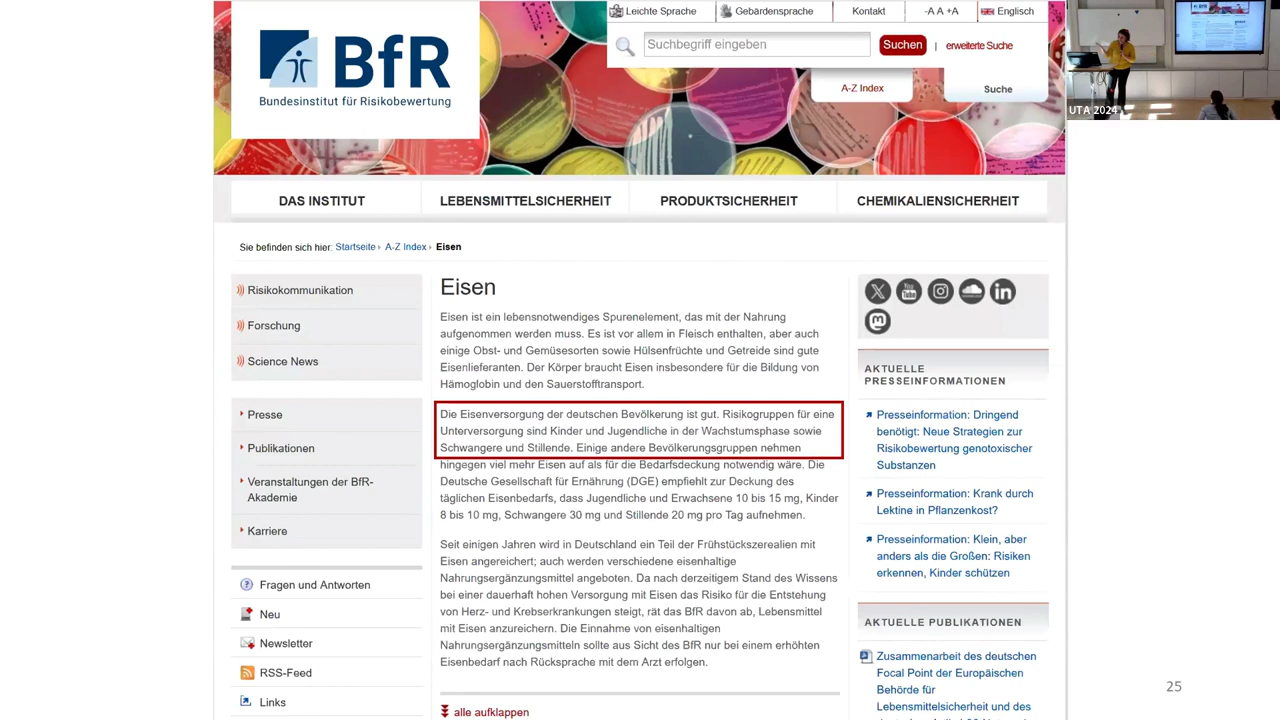 BfR
Bundesinstitut für Risikobewertung
Leichte Sprache
Gebärdensprache
Kontakt
-A A +A
Englisch
Suchbegriff eingeben
Suchen
|
erweiterte Suche
A-Z Index
Suche
UTA 2024
DAS INSTITUT
LEBENSMITTELSICHERHEIT
PRODUKTSICHERHEIT
CHEMIKALIENSICHERHEIT
Sie befinden sich hier: Startseite › A-Z Index › Eisen
Risikokommunikation
Forschung
Science News
Presse
Publikationen
Veranstaltungen der BfR-
Akademie
Karriere
Fragen und Antworten
Neu
Newsletter
RSS-Feed
Links
Eisen
Eisen ist ein lebensnotwendiges Spurenelement, das mit der Nahrung
aufgenommen werden muss. Es ist vor allem in Fleisch enthalten, aber auch
einige Obst- und Gemüsesorten sowie Hülsenfrüchte und Getreide sind gute
Eisenlieferanten. Der Körper braucht Eisen insbesondere für die Bildung von
Hämoglobin und den Sauerstofftransport.
Die Eisenversorgung der deutschen Bevölkerung ist gut. Risikogruppen für eine
Unterversorgung sind Kinder und Jugendliche in der Wachstumsphase sowie
Schwangere und Stillende. Einige andere Bevölkerungsgruppen nehmen
hingegen viel mehr Eisen auf als für die Bedarfsdeckung notwendig wäre. Die
Deutsche Gesellschaft für Ernährung (DGE) empfiehlt zur Deckung des
täglichen Eisenbedarfs, dass Jugendliche und Erwachsene 10 bis 15 mg, Kinder
8 bis 10 mg, Schwangere 30 mg und Stillende 20 mg pro Tag aufnehmen.
Seit einigen Jahren wird in Deutschland ein Teil der Frühstückszerealien mit
Eisen angereichert; auch werden verschiedene eisenhaltige
Nahrungsergänzungsmittel angeboten. Da nach derzeitigem Stand des Wissens
bei einer dauerhaft hohen Versorgung mit Eisen das Risiko für die Entstehung
von Herz- und Krebserkrankungen steigt, rät das BfR davon ab, Lebensmittel
mit Eisen anzureichern. Die Einnahme von eisenhaltigen
Nahrungsergänzungsmitteln sollte aus Sicht des BfR nur bei einem erhöhten
Eisenbedarf nach Rücksprache mit dem Arzt erfolgen.
alle aufklappen
AKTUELLE
PRESSEINFORMATIONEN
Presseinformation: Dringend
benötigt: Neue Strategien zur
Risikobewertung genotoxischer
Substanzen
Presseinformation: Krank durch
Lektine in Pflanzenkost?
Presseinformation: Klein, aber
anders als die Großen: Risiken
erkennen, Kinder schützen
AKTUELLE PUBLIKATIONEN
Zusammenarbeit des deutschen
Focal Point der Europäischen
Behörde für
Lebensmittelsicherheit und des
25